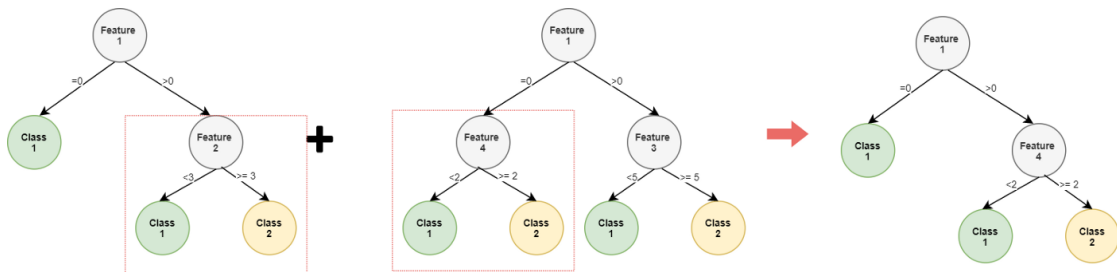 Feature
1
=0
>0
Class
1
Feature
2
<3
>= 3
Class
1
Class
2
+
Feature
1
=0
>0
Feature
4
Feature
3
<2
>= 2
<5
>= 5
Class
1
Class
2
Class
1
Class
2
Feature
1
=0
>0
Class
1
Feature
4
<2
>= 2
Class
1
Class
2